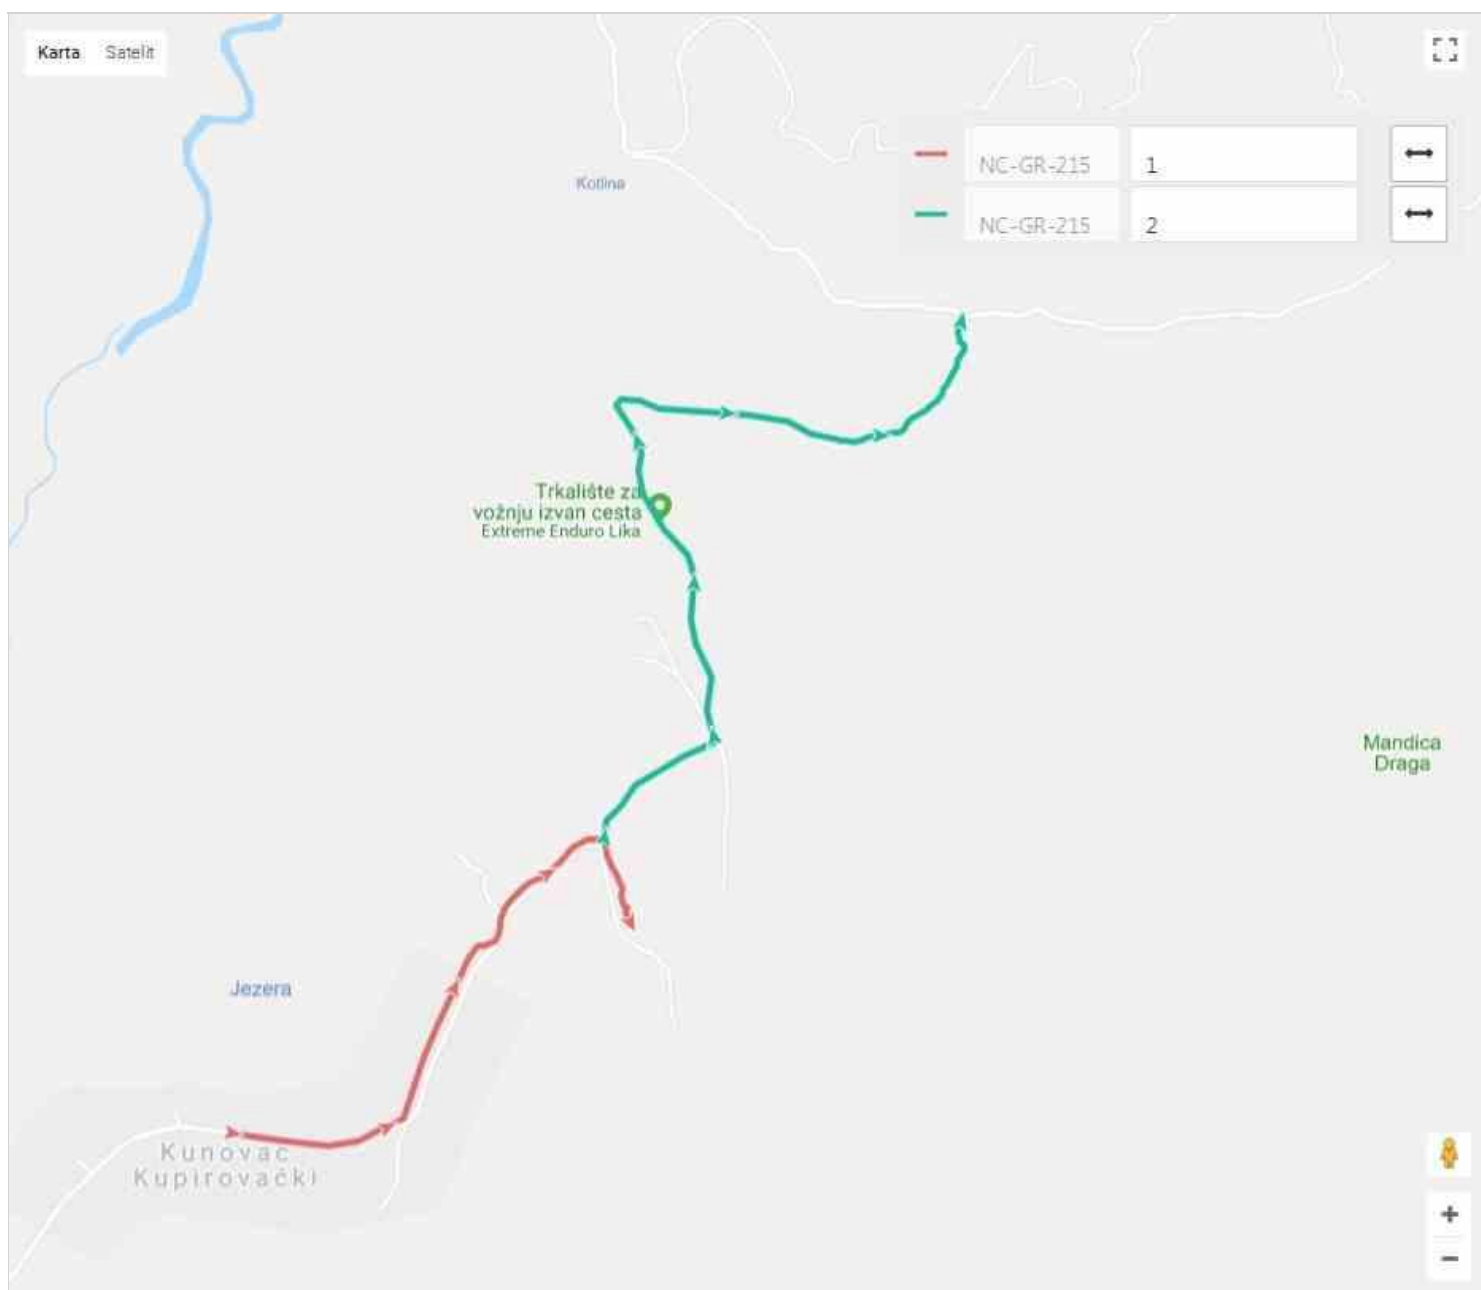 Karta Satelit
NC-GR-215 1
NC-GR-215 2
Kotlina
Trkalište za
vožnju izvan cesta
Extreme Enduro Lika
Mandica
Draga
Jezera
Kunovac
Kupirovački